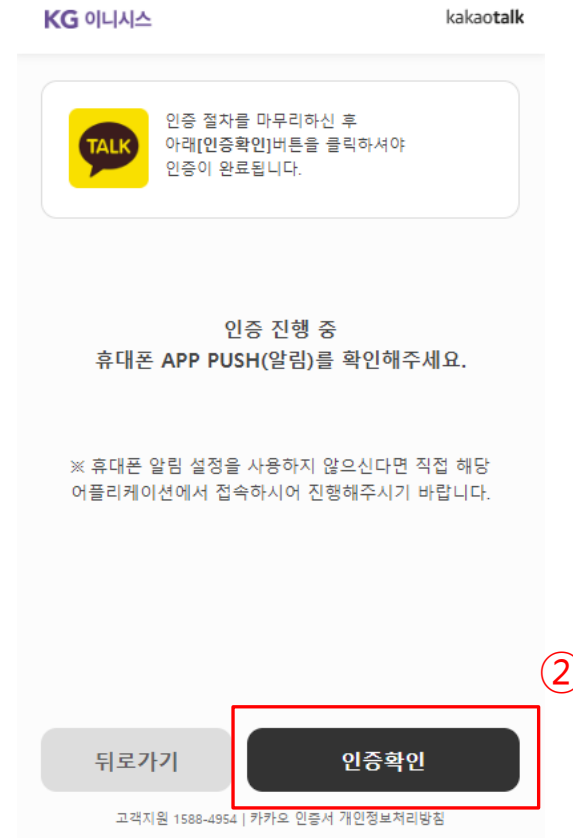 KG 이니시스
kakaotalk
TALK
인증 절차를 마무리하신 후
아래[인증확인]버튼을 클릭하셔야
인증이 완료됩니다.
인증 진행 중
휴대폰 APP PUSH(알림)를 확인해주세요.
※ 휴대폰 알림 설정을 사용하지 않으신다면 직접 해당
어플리케이션에서 접속하시어 진행해주시기 바랍니다.
②
뒤로가기
인증확인
고객지원 1588-4954 | 카카오 인증서 개인정보처리방침